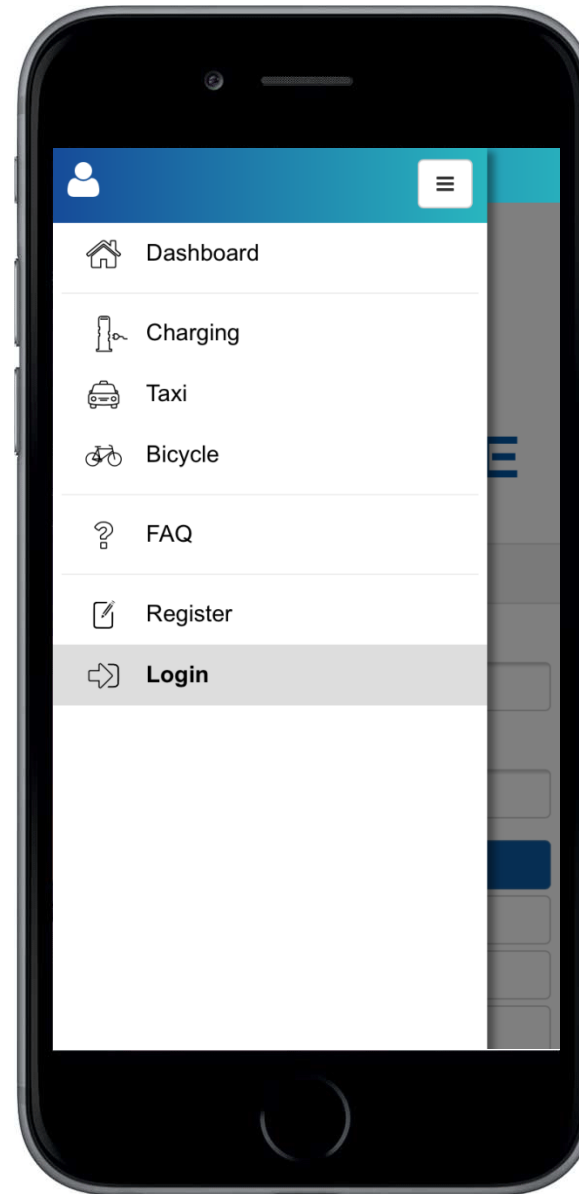 Dashboard
Charging
Taxi
Bicycle
E
FAQ
Register
Login